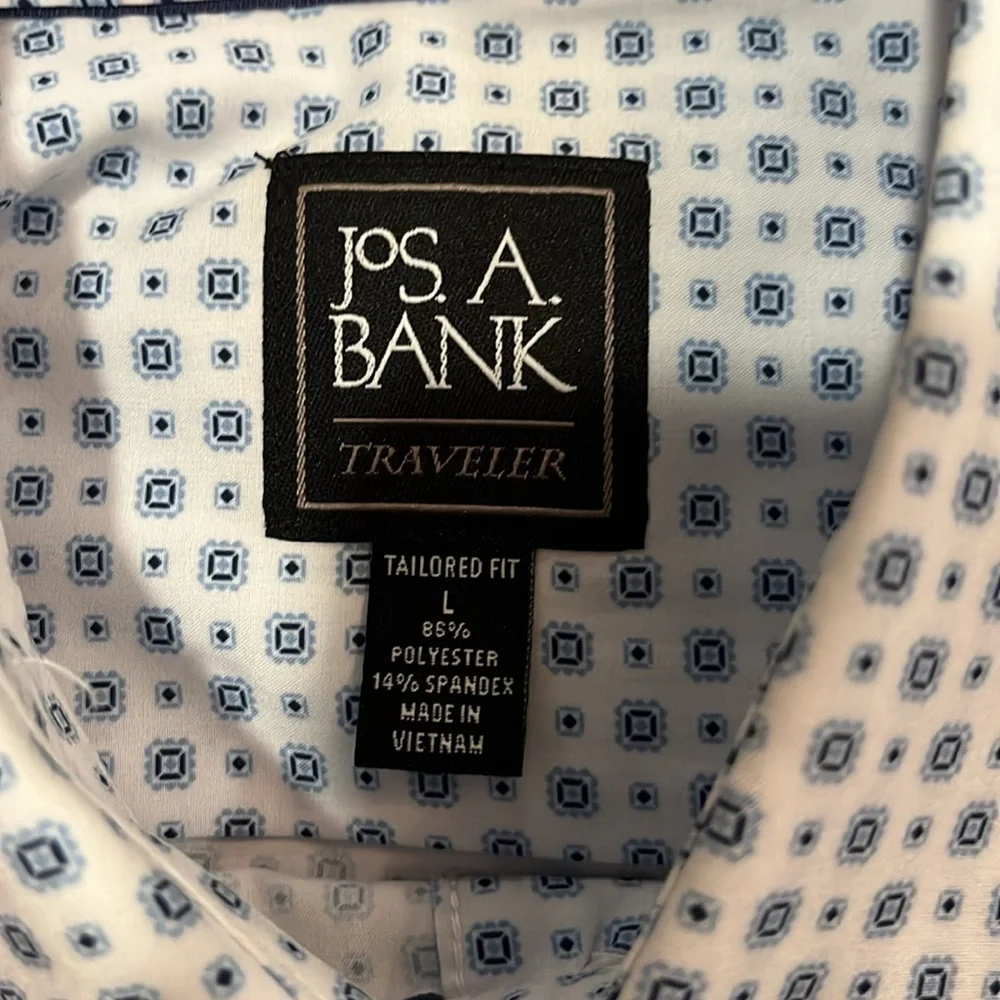 JOS. A.
BANK
TRAVELER
TAILORED FIT
L
86%
POLYESTER
14% SPANDEX
MADE IN
VIETNAM